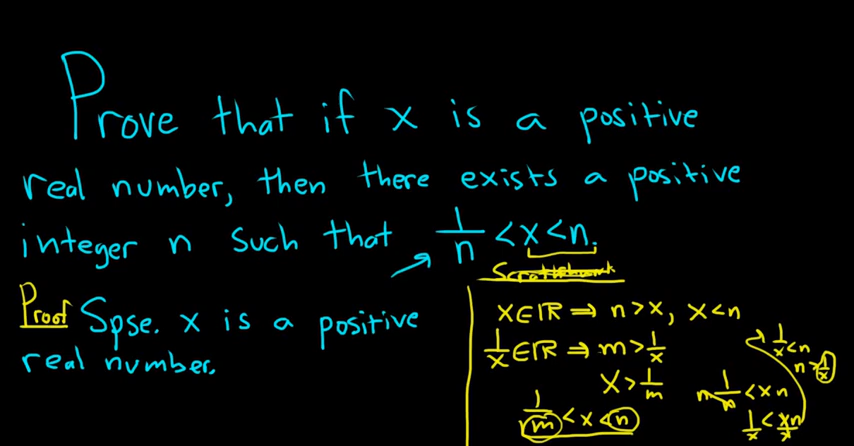 Prove that if x is a positive
real number, then there exists a positive
integer n such that 1/n < x < n.
Proof Spse. x is a positive
real number.
Scratchwork
x ∈ ℝ ⇒ n > x, x < n
1/x ∈ ℝ ⇒ m > 1/x
x > 1/m
1/m < x < n
1/x < n
n > 1/x
1/n < xn
1/x < xn/x